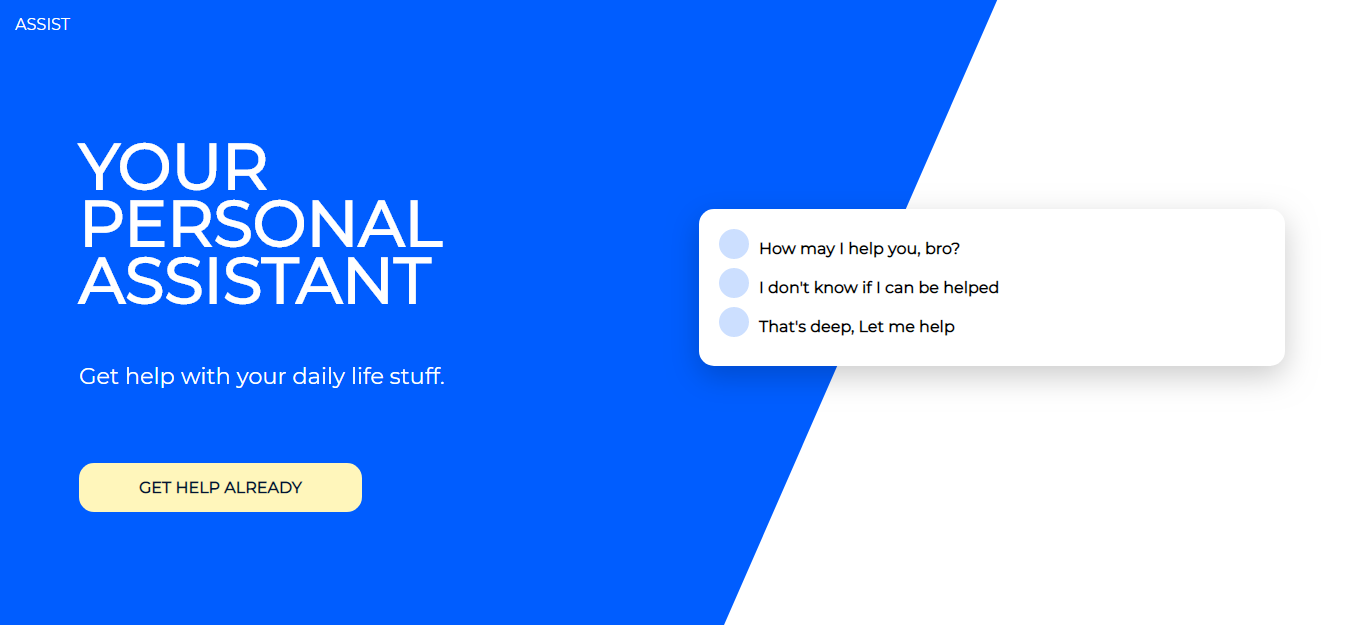 ASSIST
YOUR
PERSONAL
ASSISTANT
Get help with your daily life stuff.
GET HELP ALREADY
How may I help you, bro?
I don't know if I can be helped
That's deep, Let me help